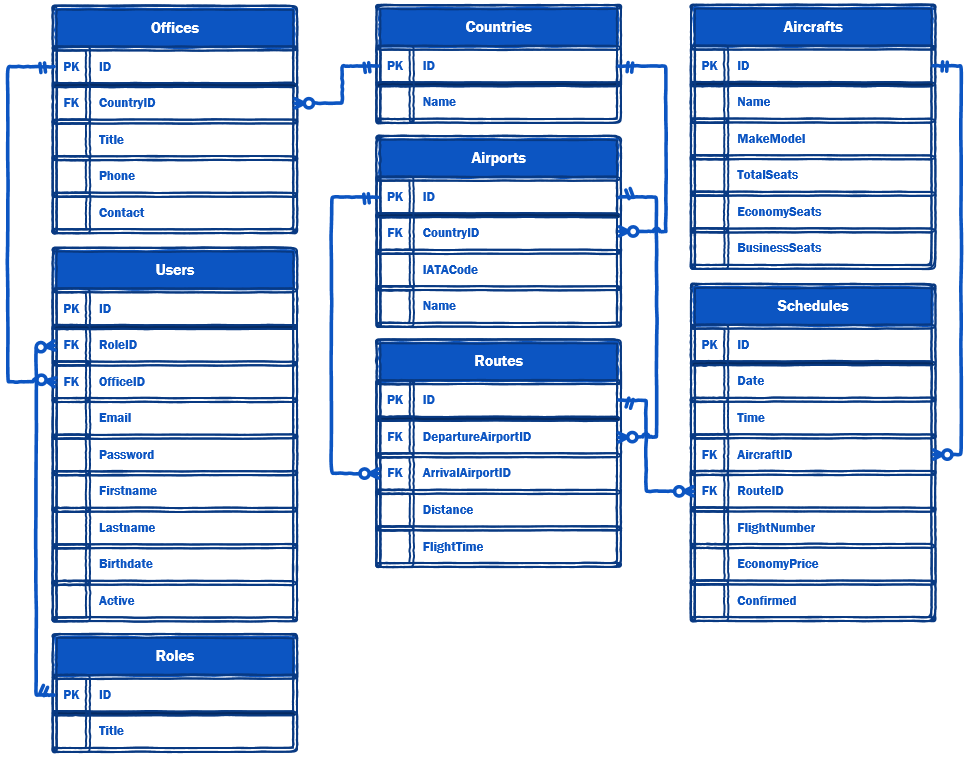 Offices
PK ID
FK CountryID
Title
Phone
Contact
Users
PK ID
FK RoleID
FK OfficeID
Email
Password
Firstname
Lastname
Birthdate
Active
Roles
PK ID
Title
Countries
PK ID
Name
Airports
PK ID
FK CountryID
IATACode
Name
Routes
PK ID
FK DepartureAirportID
FK ArrivalAirportID
Distance
FlightTime
Aircrafts
PK ID
Name
MakeModel
TotalSeats
EconomySeats
BusinessSeats
Schedules
PK ID
Date
Time
FK AircraftID
FK RouteID
FlightNumber
EconomyPrice
Confirmed